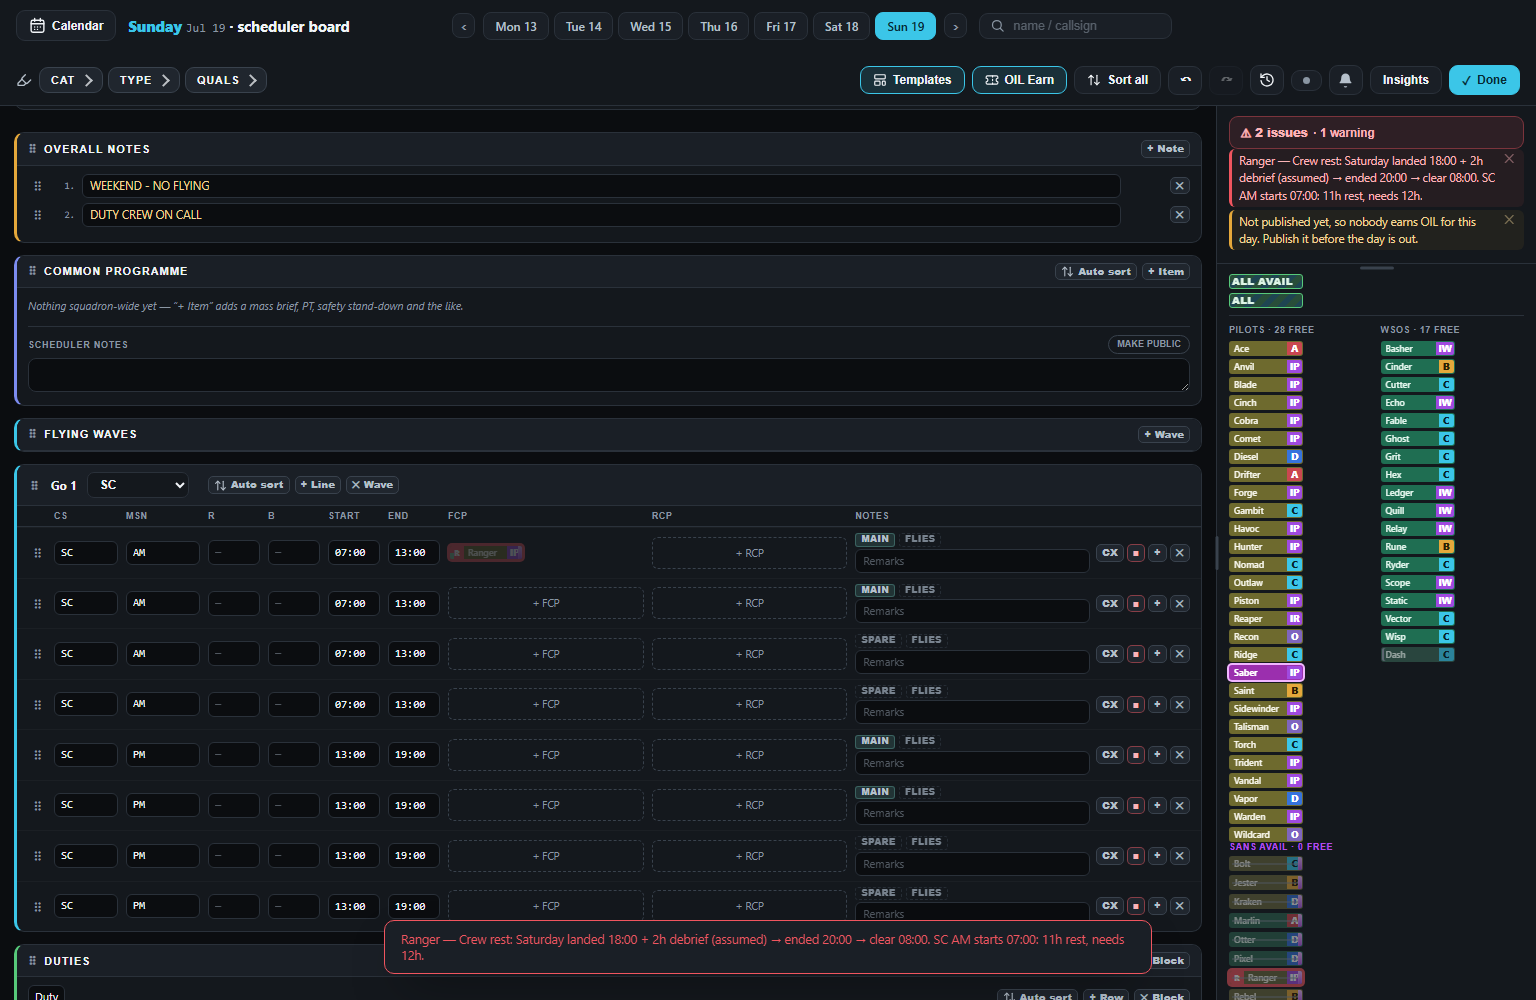 Calendar
Sunday Jul 19 · scheduler board
‹ Mon 13 Tue 14 Wed 15 Thu 16 Fri 17 Sat 18 Sun 19 ›
name / callsign
CAT TYPE QUALS
Templates OIL Earn Sort all Insights ✓ Done
OVERALL NOTES
+ Note
1. WEEKEND - NO FLYING
2. DUTY CREW ON CALL
COMMON PROGRAMME
Auto sort + Item
Nothing squadron-wide yet — "+ Item" adds a mass brief, PT, safety stand-down and the like.
SCHEDULER NOTES
MAKE PUBLIC
FLYING WAVES
+ Wave
Go 1 SC Auto sort + Line ✕ Wave
CS MSN R B START END FCP RCP NOTES
SC AM – – 07:00 13:00 Ranger IP + RCP MAIN FLIES Remarks CX ■ + ✕
SC AM – – 07:00 13:00 + FCP + RCP MAIN FLIES Remarks CX ■ + ✕
SC AM – – 07:00 13:00 + FCP + RCP SPARE FLIES Remarks CX ■ + ✕
SC AM – – 07:00 13:00 + FCP + RCP SPARE FLIES Remarks CX ■ + ✕
SC PM – – 13:00 19:00 + FCP + RCP MAIN FLIES Remarks CX ■ + ✕
SC PM – – 13:00 19:00 + FCP + RCP MAIN FLIES Remarks CX ■ + ✕
SC PM – – 13:00 19:00 + FCP + RCP SPARE FLIES Remarks CX ■ + ✕
SC PM – – 13:00 19:00 + FCP + RCP SPARE FLIES Remarks CX ■ + ✕
Ranger — Crew rest: Saturday landed 18:00 + 2h debrief (assumed) → ended 20:00 → clear 08:00. SC AM starts 07:00: 11h rest, needs
12h.
DUTIES
Block
Duty
Auto sort + Row ✕ Block
⚠ 2 issues · 1 warning
Ranger — Crew rest: Saturday landed 18:00 + 2h
debrief (assumed) → ended 20:00 → clear 08:00. SC
AM starts 07:00: 11h rest, needs 12h.
Not published yet, so nobody earns OIL for this
day. Publish it before the day is out.
ALL AVAIL
ALL
PILOTS · 28 FREE
Ace A
Anvil IP
Blade IP
Cinch IP
Cobra IP
Comet IP
Diesel D
Drifter A
Forge IP
Gambit C
Havoc IP
Hunter IP
Nomad C
Outlaw C
Piston IP
Reaper IR
Recon O
Ridge C
Saber IP
Saint B
Sidewinder IP
Talisman O
Torch C
Trident IP
Vandal IP
Vapor D
Warden IP
Wildcard O
SANS AVAIL · 0 FREE
Bolt C
Jester B
Kraken D
Marlin A
Otter D
Pixel D
Ranger IP
Rebel B
WSOS · 17 FREE
Basher IW
Cinder B
Cutter C
Echo IW
Fable C
Ghost C
Grit C
Hex C
Ledger IW
Quill IW
Relay IW
Rune B
Ryder C
Scope IW
Static IW
Vector C
Wisp C
Dash C